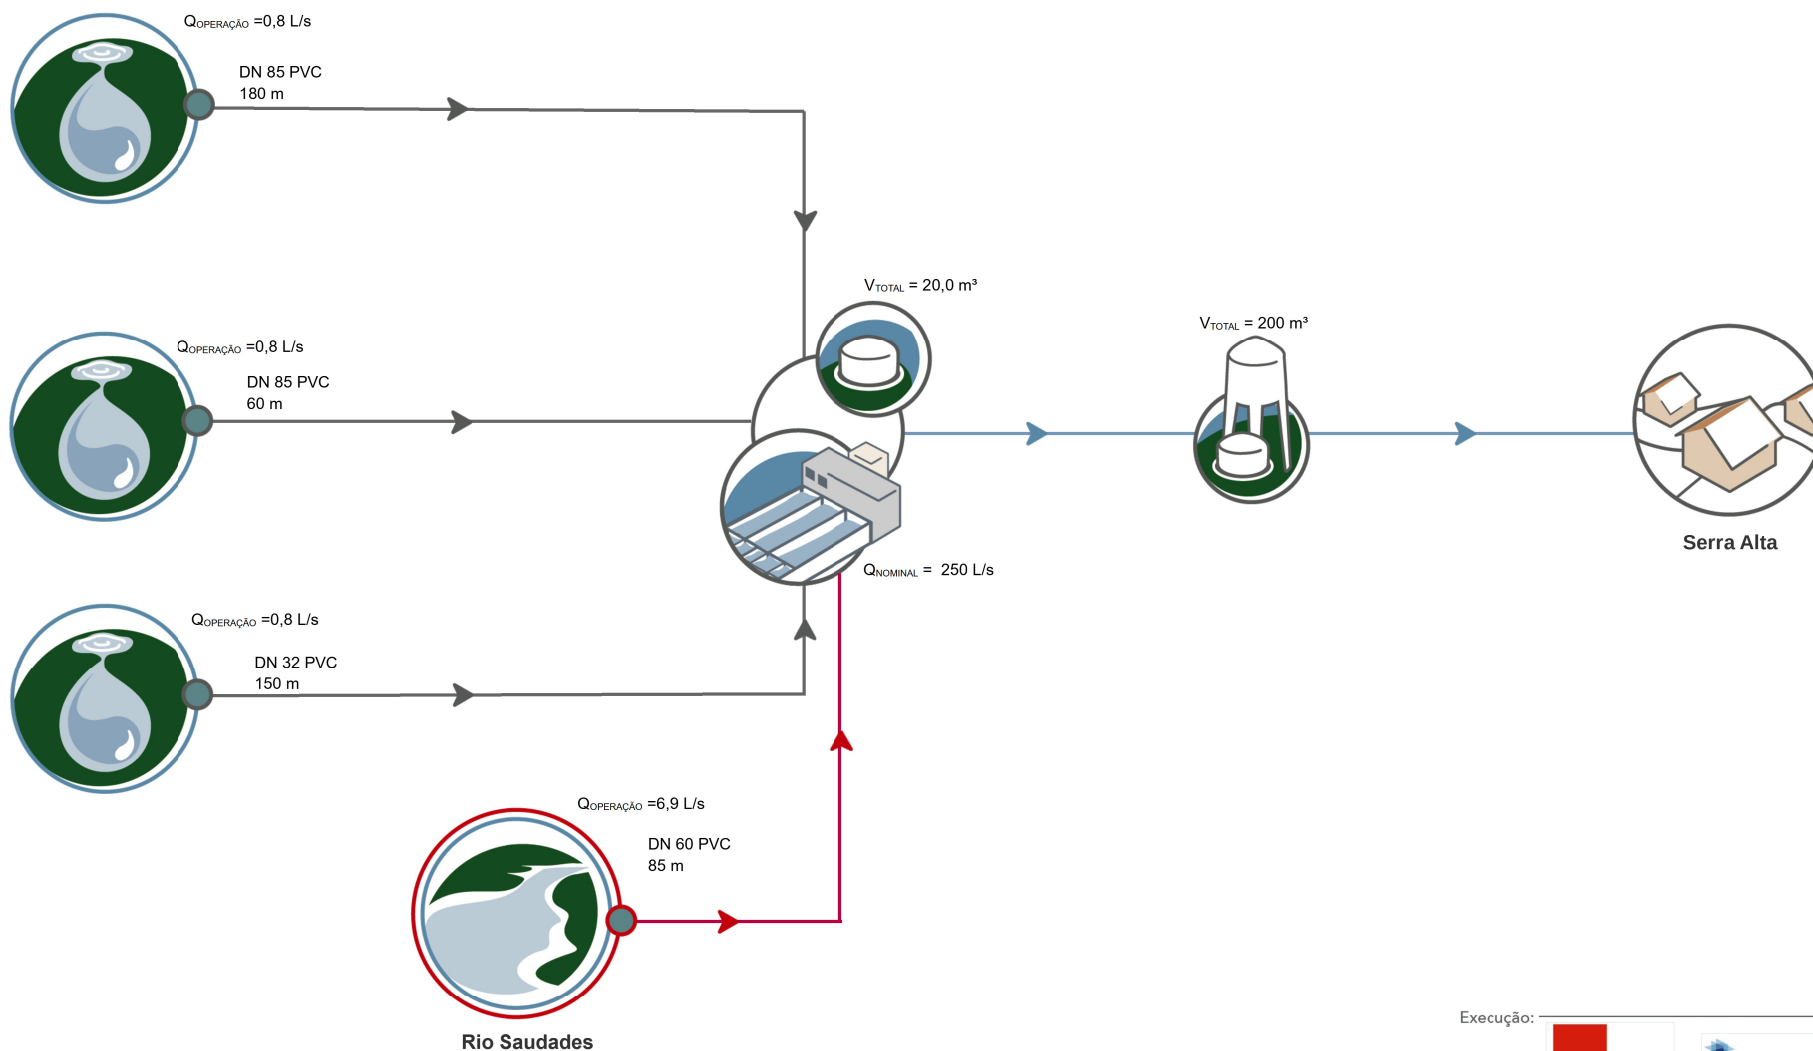 QOPERAÇÃO =0,8 L/s
DN 85 PVC
180 m
VTOTAL = 20,0 m³
VTOTAL = 200 m³
QOPERAÇÃO =0,8 L/s
DN 85 PVC
60 m
Serra Alta
QNOMINAL = 250 L/s
QOPERAÇÃO =0,8 L/s
DN 32 PVC
150 m
QOPERAÇÃO =6,9 L/s
DN 60 PVC
85 m
Rio Saudades
Execução: